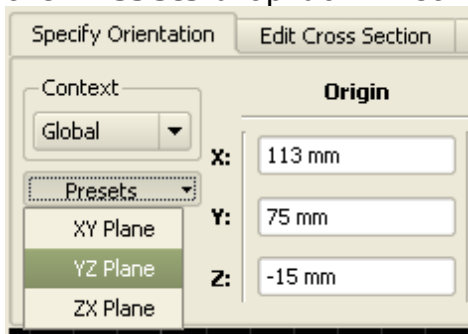 Specify Orientation Edit Cross Section
Context
Global
Origin
X: 113 mm
Presets
Y: 75 mm
XY Plane
YZ Plane
Z: -15 mm
ZX Plane